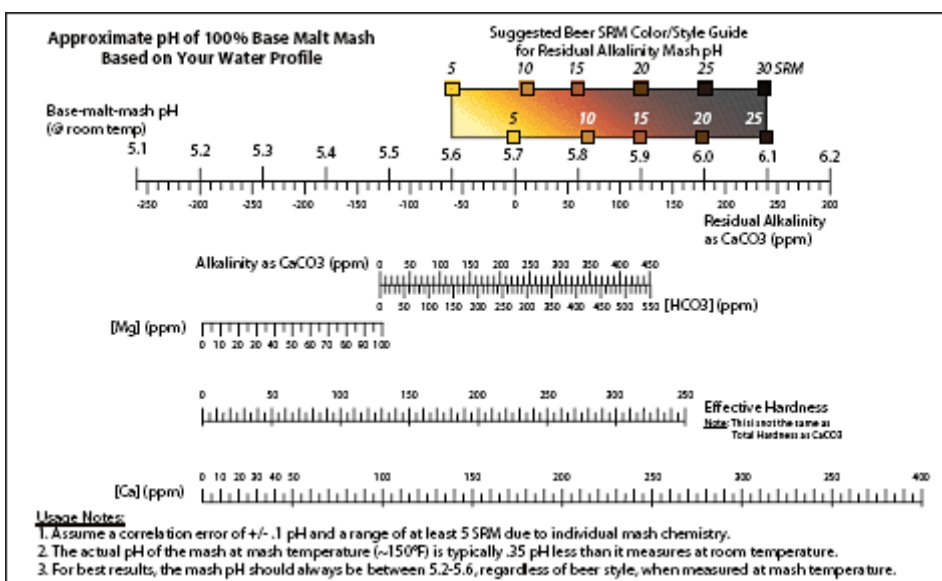 Approximate pH of 100% Base Malt Mash
Based on Your Water Profile
Suggested Beer SRM Color/Style Guide
for Residual Alkalinity Mash pH
5 10 15 20 25 30 SRM
5 10 15 20 25
Base-malt-mash pH
(@ room temp)
5.1 5.2 5.3 5.4 5.5 5.6 5.7 5.8 5.9 6.0 6.1 6.2
-250 -200 -250 -150 -100 -50 0 50 100 150 200 250 200
Residual Alkalinity
as CaCO3 (ppm)
Alkalinity as CaCO3 (ppm)
0 50 100 150 200 250 300 350 400 450
0 50 100 150 200 250 300 350 400 450 500 550
[HCO3] (ppm)
[Mg] (ppm)
0 10 20 30 40 50 60 70 80 90 100
0 50 100 150 200 250 300 350
Effective Hardness
Note: This is not the same as
Total Hardness as CaCO3
[Ca] (ppm)
0 10 20 30 40 50 100 150 200 250 300 350 400
Usage Notes:
1. Assume a correlation error of +/- .1 pH and a range of at least 5 SRM due to individual mash chemistry.
2. The actual pH of the mash at mash temperature (~150°F) is typically .35 pH less than it measures at room temperature.
3. For best results, the mash pH should always be between 5.2-5.6, regardless of beer style, when measured at mash temperature.